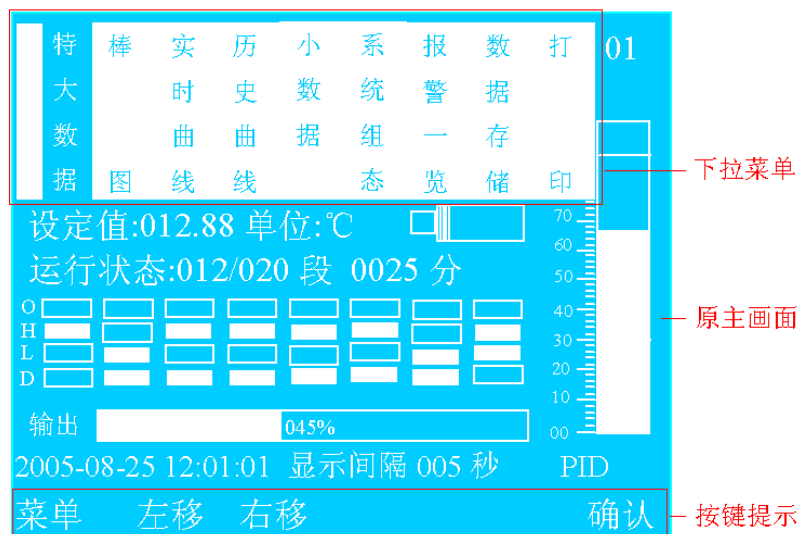 特大数据
棒图
实时曲线
历史曲线
小数据
系统组态
报警一览
数据存储
打印
01
下拉菜单
设定值:012.88 单位:℃
运行状态:012/020 段 0025 分
70
60
50
40
30
20
10
00
原主画面
O
H
L
D
输出 045%
2005-08-25 12:01:01 显示间隔 005 秒 PID
菜单 左移 右移 确认
按键提示